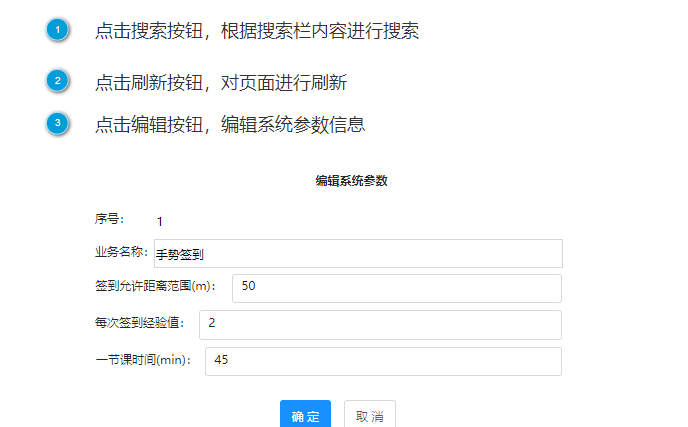 1 点击搜索按钮，根据搜索栏内容进行搜索
2 点击刷新按钮，对页面进行刷新
3 点击编辑按钮，编辑系统参数信息
编辑系统参数
序号： 1
业务名称： 手势签到
签到允许距离范围(m)： 50
每次签到经验值： 2
一节课时间(min)： 45
确 定 取 消